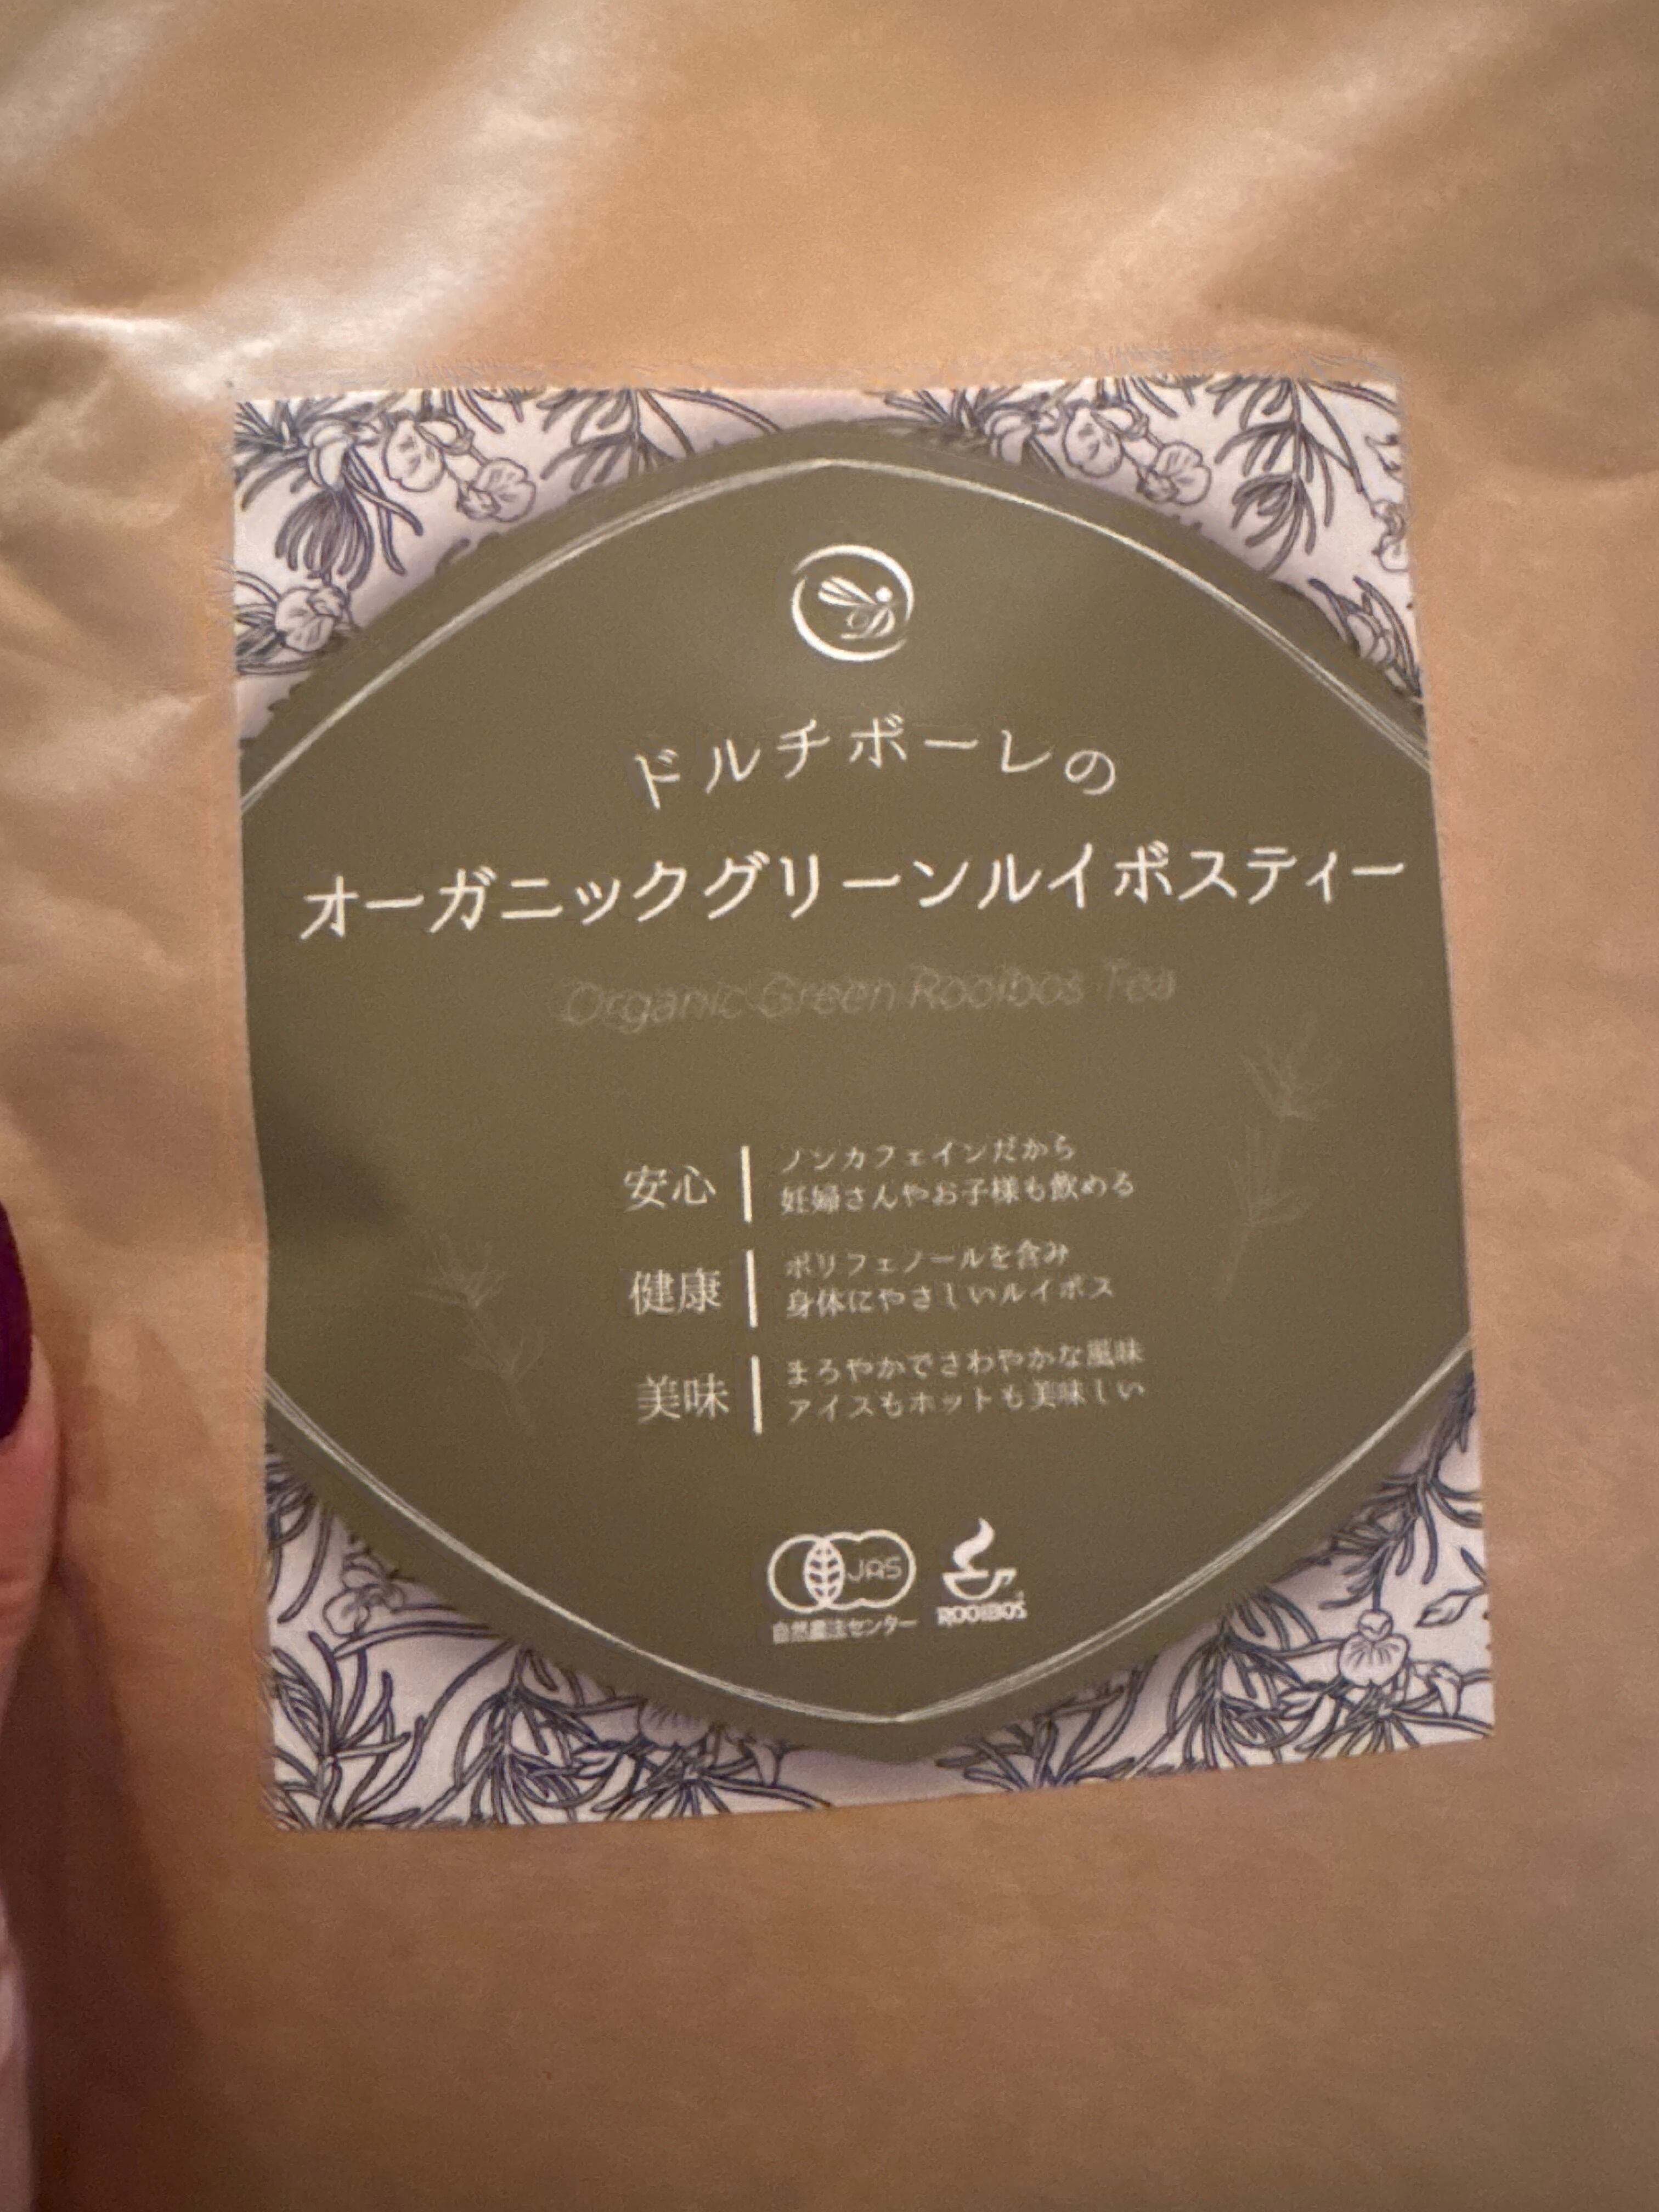 ドルチボーレの
オーガニックグリーンルイボスティー
Organic Green Rooibos Tea
安心
ノンカフェインだから
妊婦さんやお子様も飲める
健康
ポリフェノールを含み
身体にやさしいルイボス
美味
まろやかでさわやかな風味
アイスもホットも美味しい
JAS
自然農法センター
ROOIBOS